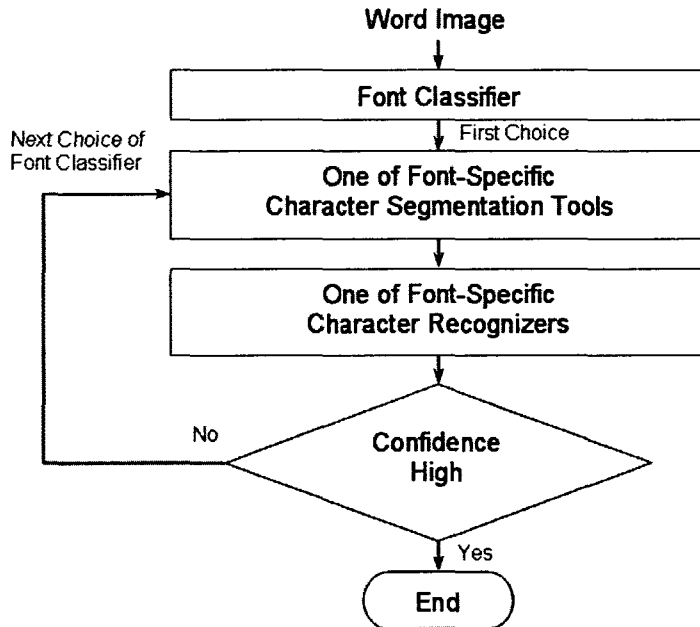 Word Image
Font Classifier
First Choice
Next Choice of
Font Classifier
One of Font-Specific
Character Segmentation Tools
One of Font-Specific
Character Recognizers
No
Confidence
High
Yes
End